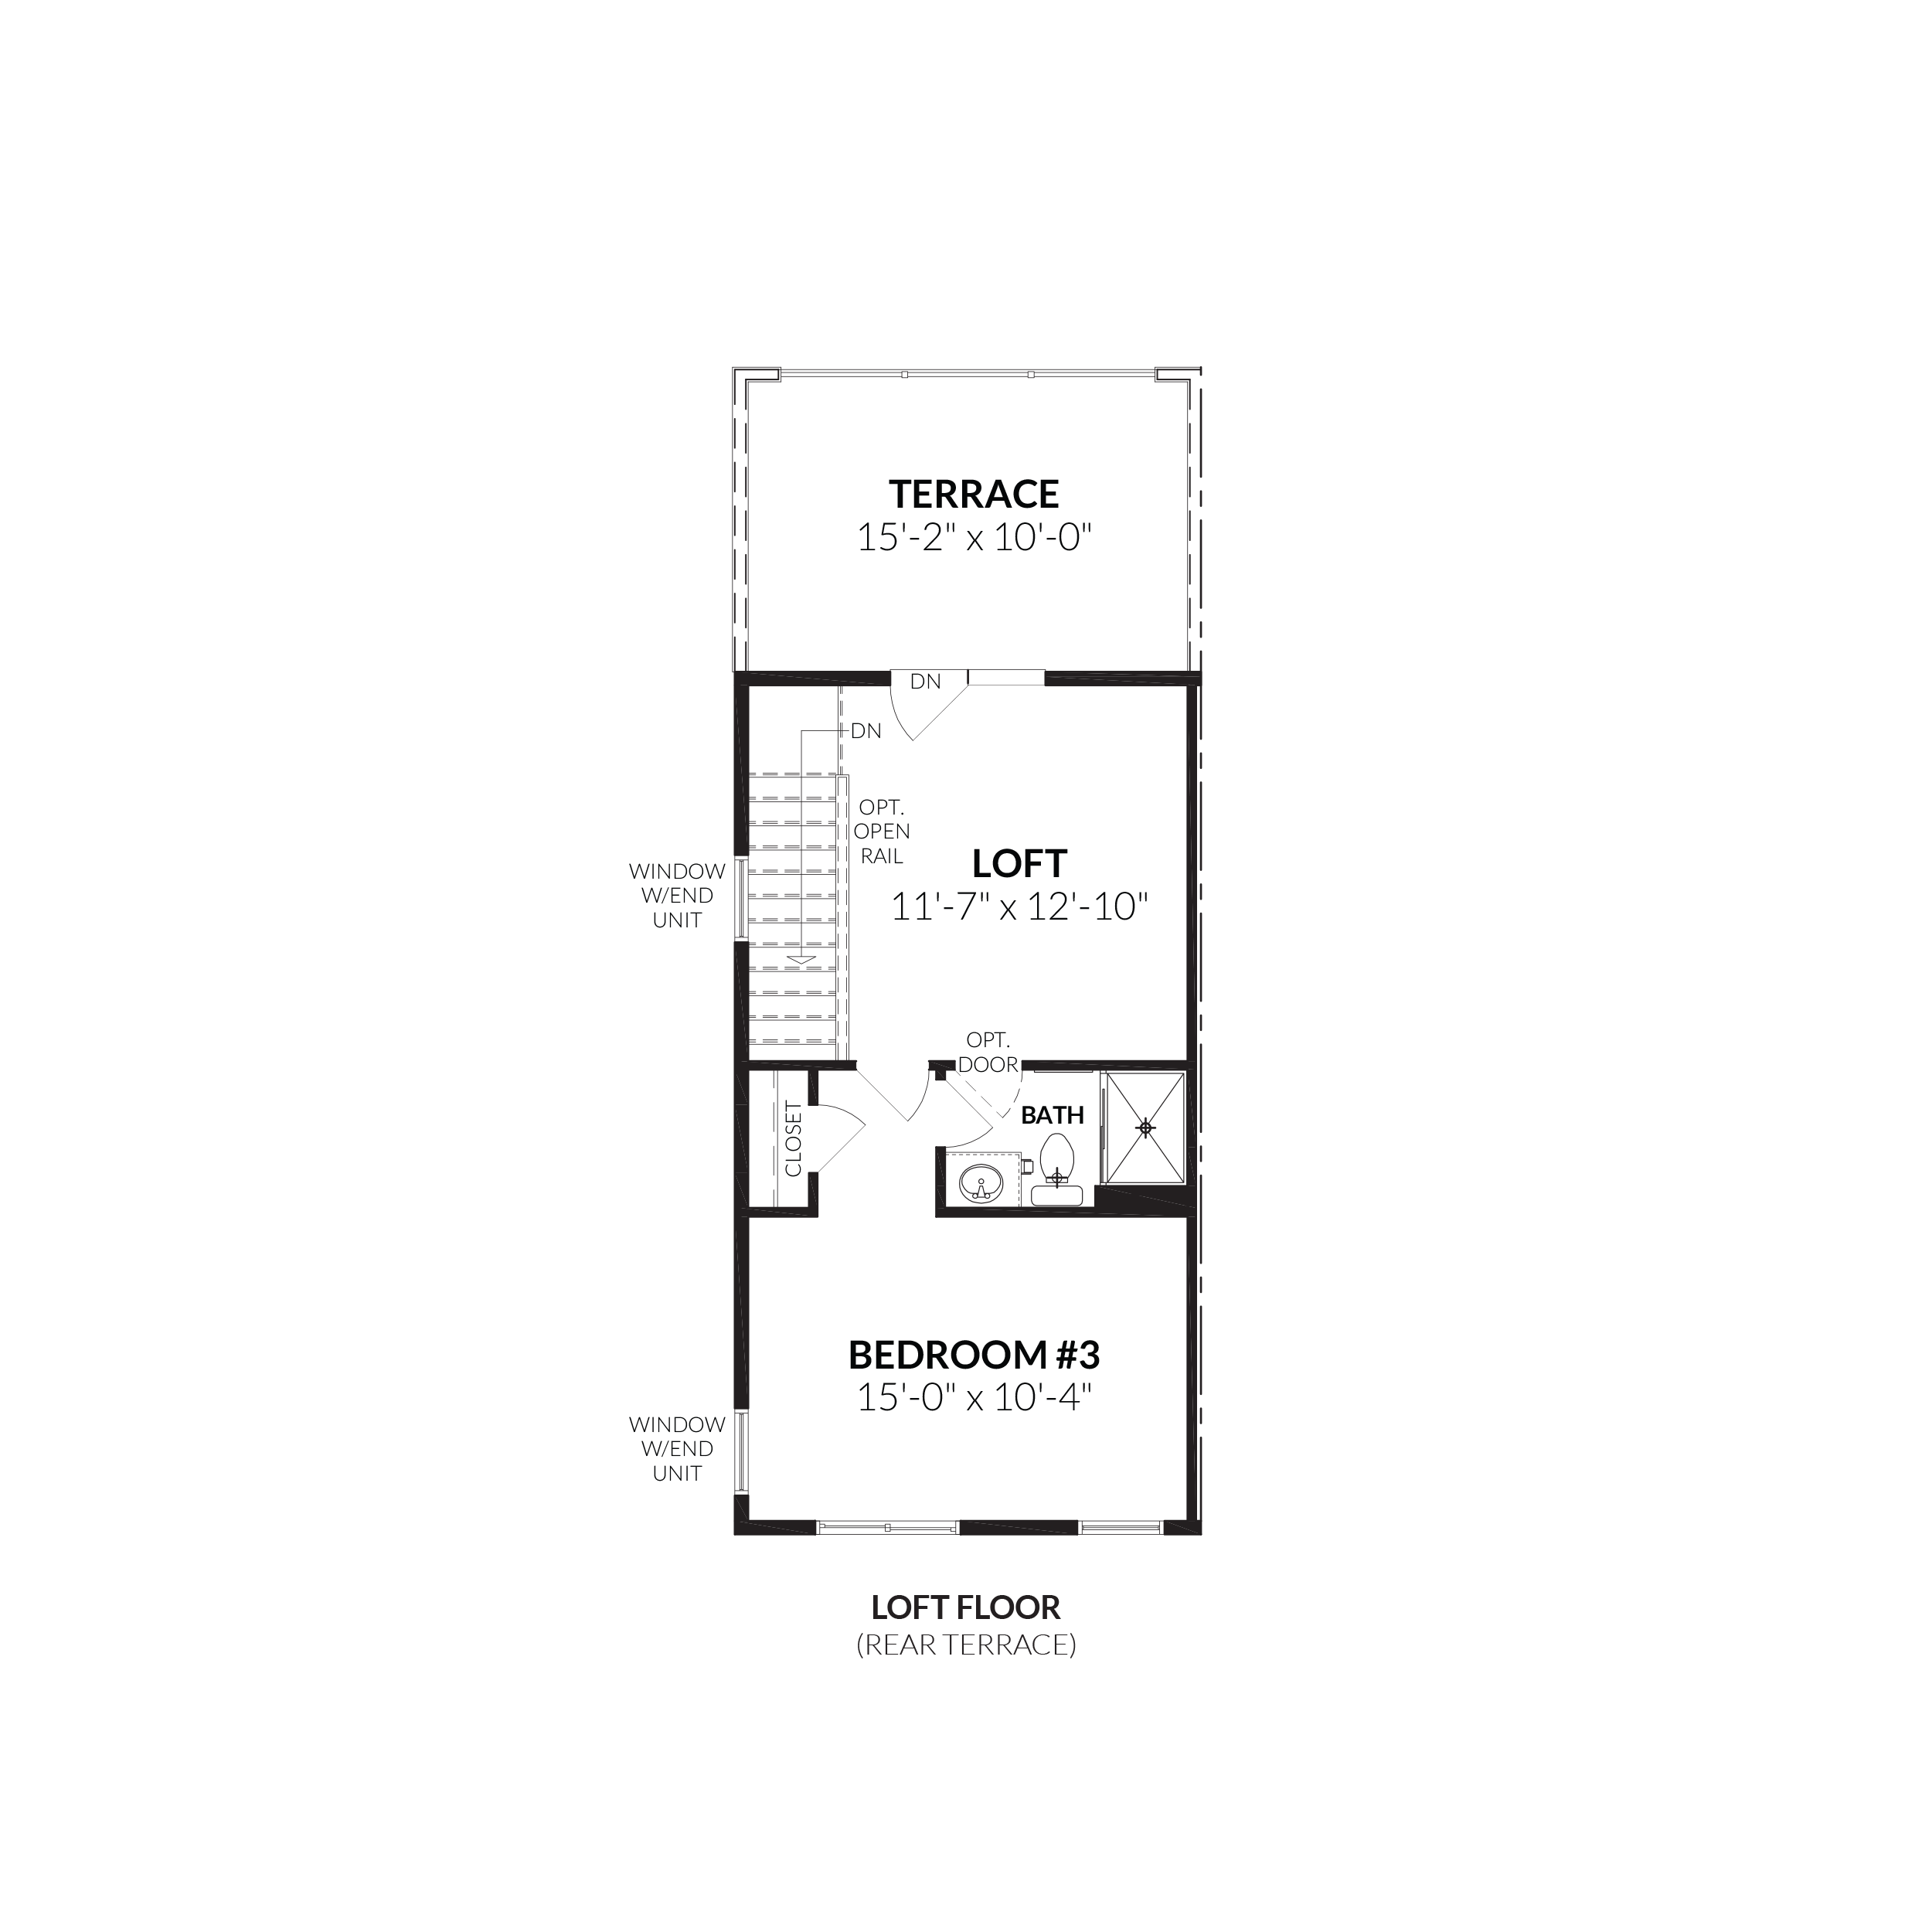 TERRACE
15'-2" x 10'-0"
DN
DN
OPT.
OPEN
RAIL
LOFT
11'-7" x 12'-10"
WINDOW
W/END
UNIT
OPT.
DOOR
CLOSET
BATH
BEDROOM #3
15'-0" x 10'-4"
WINDOW
W/END
UNIT
LOFT FLOOR
(REAR TERRACE)